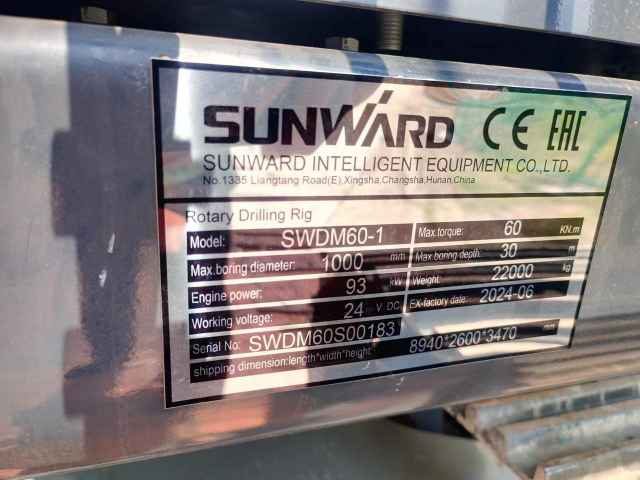 SUNWARD CE EAC
SUNWARD INTELLIGENT EQUIPMENT CO.,LTD.
No.1335 Liangtang Road(E),Xingsha,Changsha,Hunan,China
Rotary Drilling Rig
Model: SWDM60-1 Max.torque: 60 KN.m
Max.boring diameter: 1000 mm Max.boring depth: 30 m
Engine power: 93 kW Weight: 22000 kg
Working voltage: 24 V DC EX-factory date: 2024-06
Serial No: SWDM60S00183
shipping dimension:length*width*height: 8940*2600*3470 mm